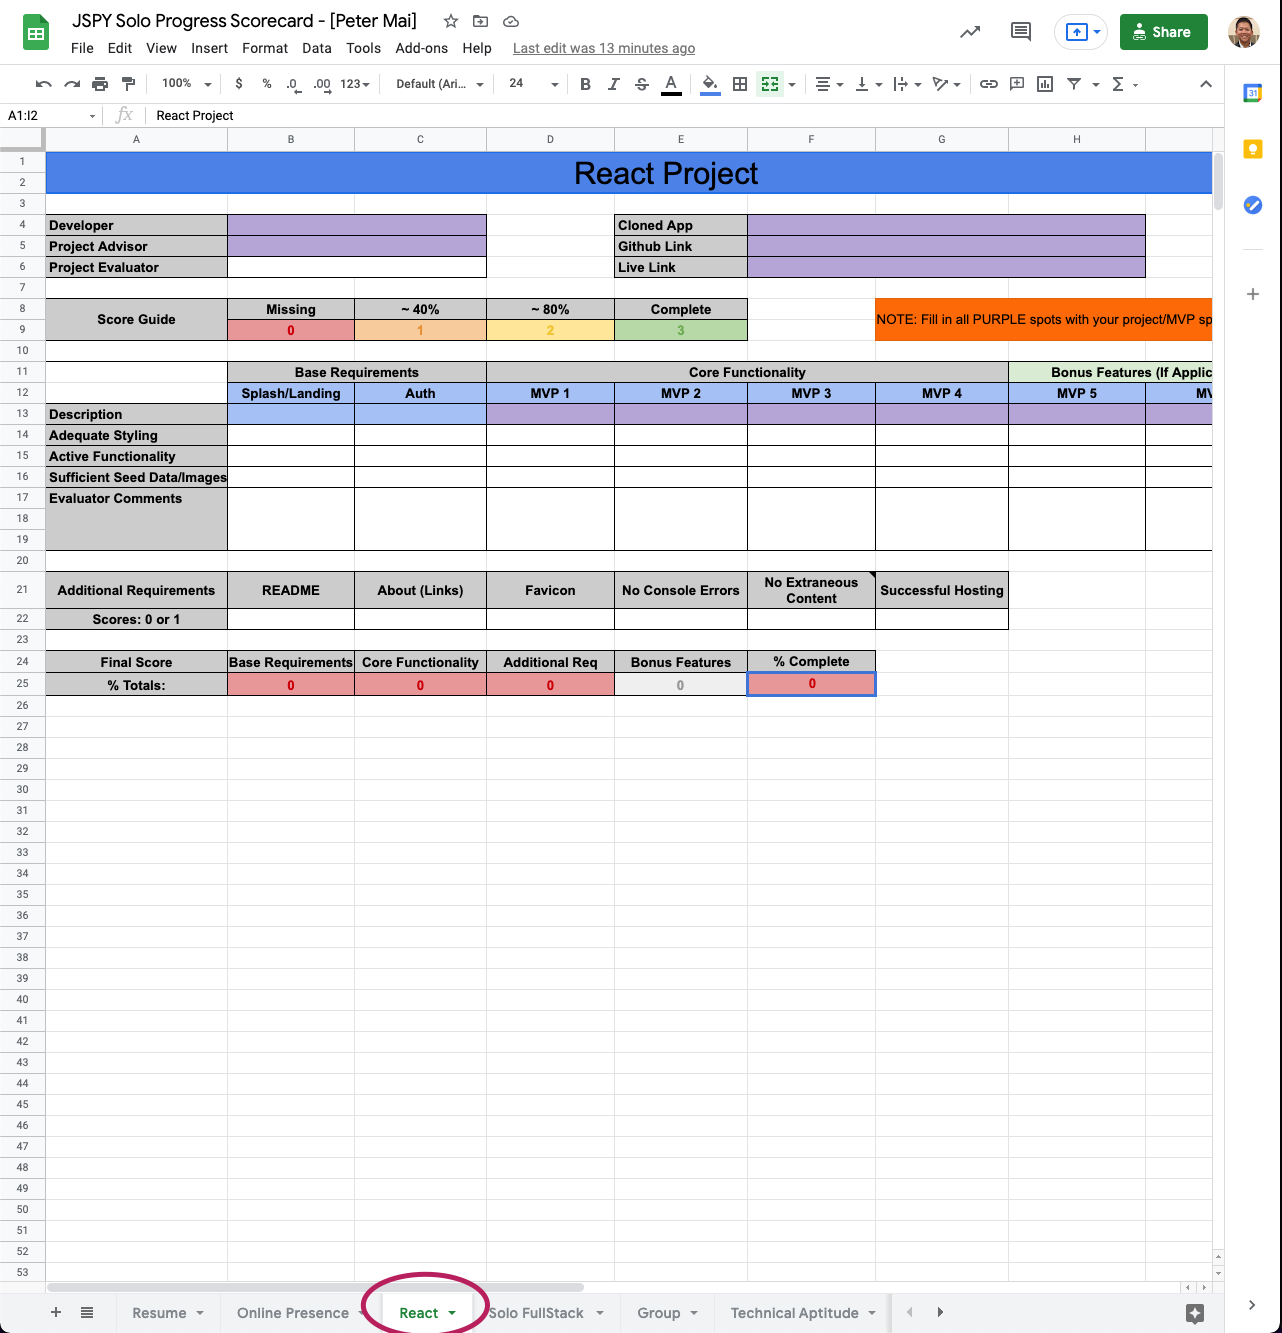 JSPY Solo Progress Scorecard - [Peter Mai]
File Edit View Insert Format Data Tools Add-ons Help Last edit was 13 minutes ago
Share
100% $ % .0 .00 123 Default (Ari... 24 B I S A
31
A1:I2 fx React Project
A B C D E F G H
1 React Project
2
3
4 Developer Cloned App
5 Project Advisor Github Link
6 Project Evaluator Live Link
7
8 Score Guide Missing ~ 40% ~ 80% Complete NOTE: Fill in all PURPLE spots with your project/MVP sp
9 0 1 2 3
10
11 Base Requirements Core Functionality Bonus Features (If Applic
12 Splash/Landing Auth MVP 1 MVP 2 MVP 3 MVP 4 MVP 5 MV
13 Description
14 Adequate Styling
15 Active Functionality
16 Sufficient Seed Data/Images
17 Evaluator Comments
18
19
20
21 Additional Requirements README About (Links) Favicon No Console Errors No Extraneous Content Successful Hosting
22 Scores: 0 or 1
23
24 Final Score Base Requirements Core Functionality Additional Req Bonus Features % Complete
25 % Totals: 0 0 0 0 0
26
27
28
29
30
31
32
33
34
35
36
37
38
39
40
41
42
43
44
45
46
47
48
49
50
51
52
53
Resume Online Presence React Solo FullStack Group Technical Aptitude